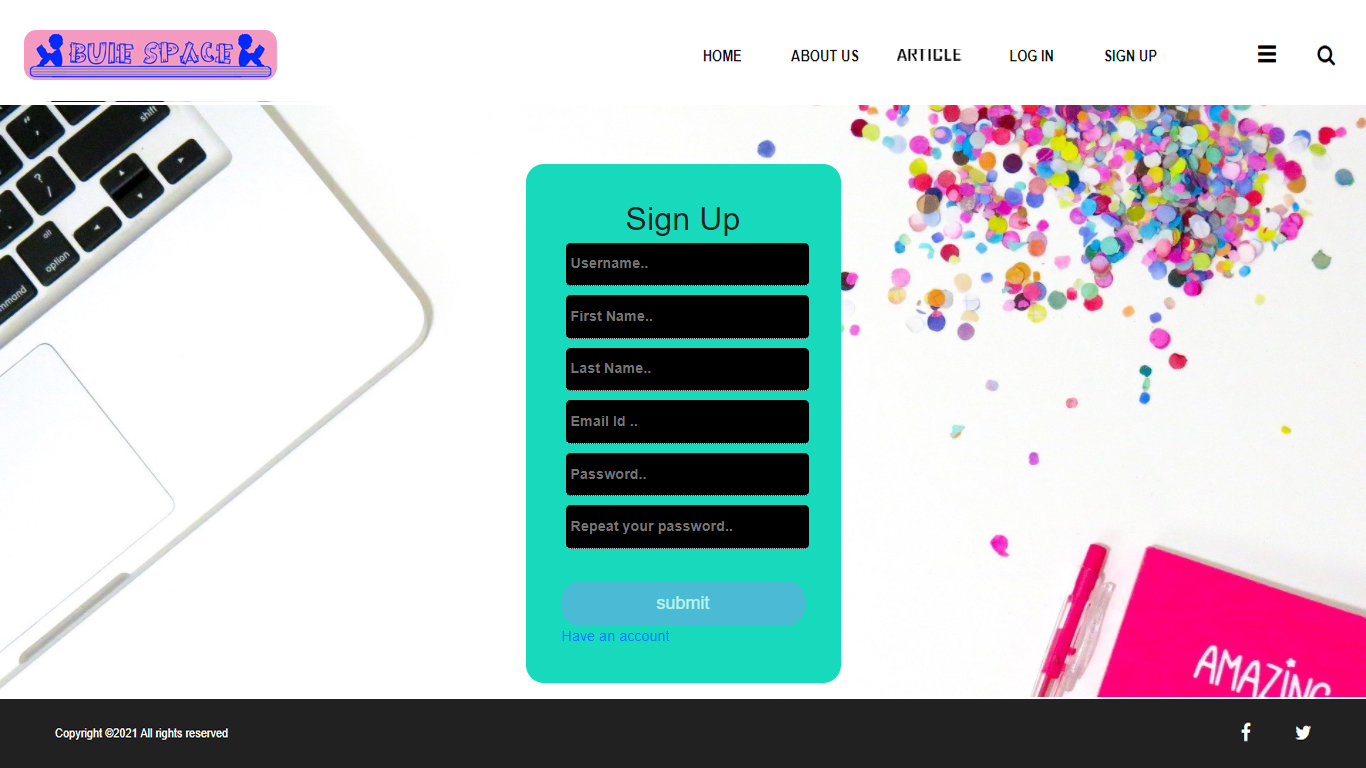 BUIE SPACE
HOME ABOUT US ARTICLE LOG IN SIGN UP
shift
alt
option
command
Sign Up
Username..
First Name..
Last Name..
Email Id ..
Password..
Repeat your password..
submit
Have an account
AMAZING
Copyright ©2021 All rights reserved